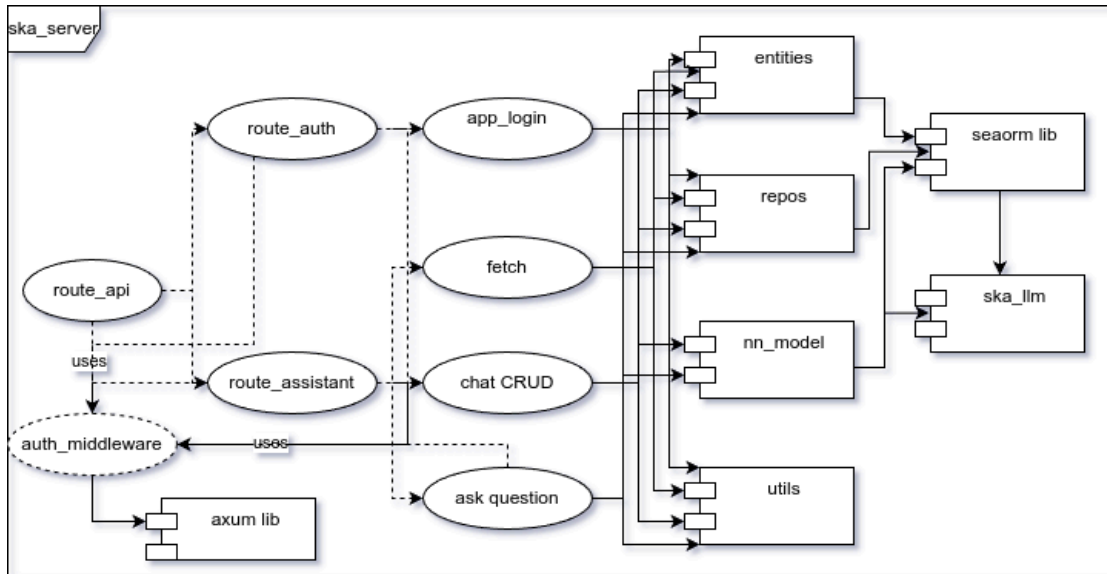 ska_server
entities
route_auth
app_login
seaorm lib
repos
fetch
route_api
ska_llm
uses
nn_model
route_assistant
chat CRUD
auth_middleware
uses
ask question
utils
axum lib